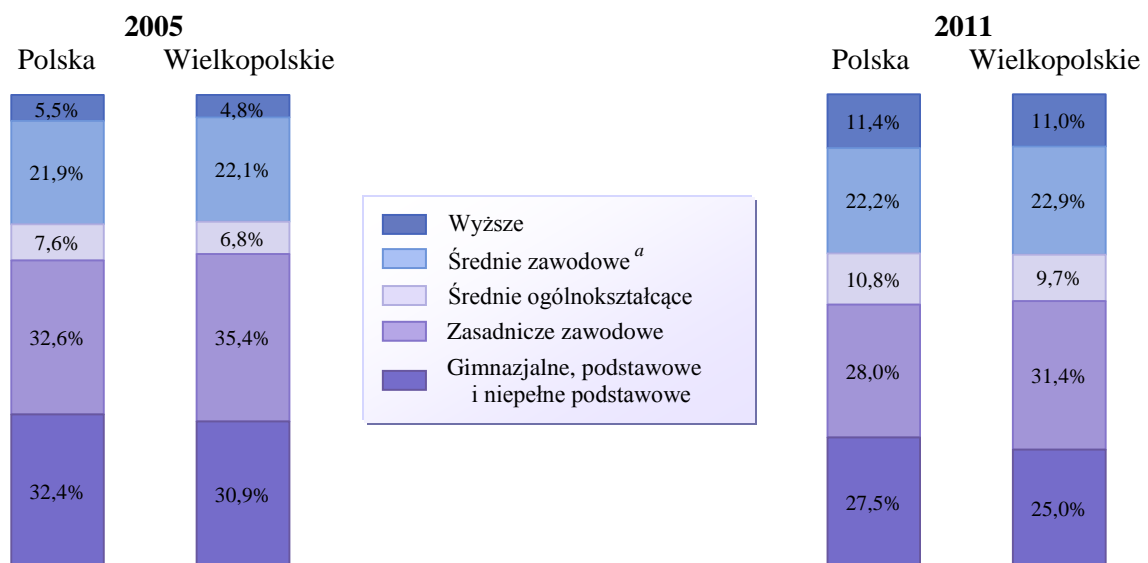 2005
Polska Wielkopolskie
5,5%
21,9%
7,6%
32,6%
32,4%
4,8%
22,1%
6,8%
35,4%
30,9%
Wyższe
Średnie zawodowe a
Średnie ogólnokształcące
Zasadnicze zawodowe
Gimnazjalne, podstawowe
i niepełne podstawowe
2011
Polska Wielkopolskie
11,4%
22,2%
10,8%
28,0%
27,5%
11,0%
22,9%
9,7%
31,4%
25,0%